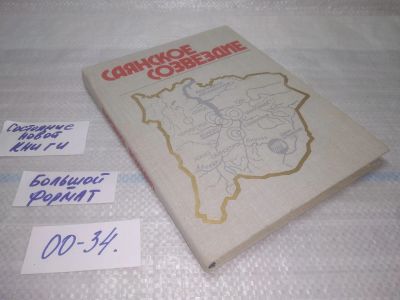 САЯНСКОЕ
СОЗВЕЗДИЕ
Состояние
новой
книги
Большой
формат
00-34.